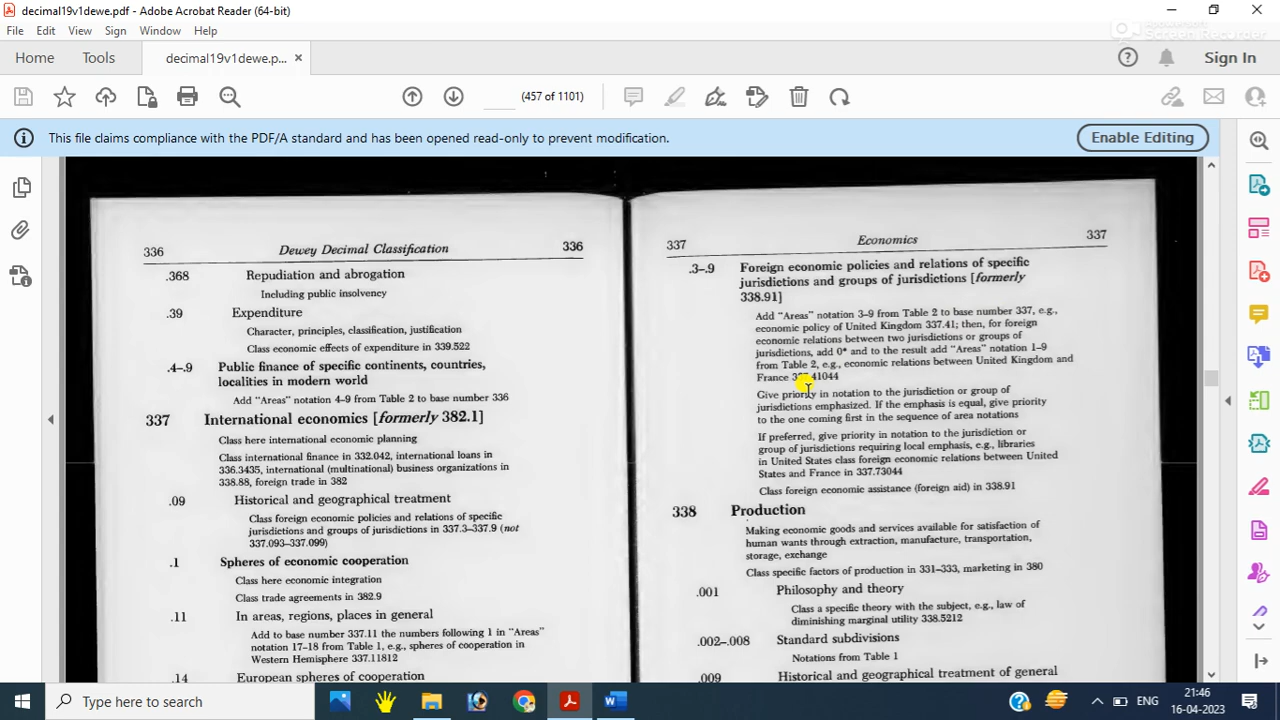 decimal19v1dewe.pdf - Adobe Acrobat Reader (64-bit)
File Edit View Sign Window Help
Screen Recorder
Home Tools decimal19v1dewe.p... × Sign In
(457 of 1101)
This file claims compliance with the PDF/A standard and has been opened read-only to prevent modification. Enable Editing
336 Dewey Decimal Classification 336
.368 Repudiation and abrogation
Including public insolvency
.39 Expenditure
Character, principles, classification, justification
Class economic effects of expenditure in 339.522
.4–.9 Public finance of specific continents, countries,
localities in modern world
Add “Areas” notation 4–9 from Table 2 to base number 336
337 International economics [formerly 382.1]
Class here international economic planning
Class international finance in 332.042, international loans in
336.3435, international (multinational) business organizations in
338.88, foreign trade in 382
.09 Historical and geographical treatment
Class foreign economic policies and relations of specific
jurisdictions and groups of jurisdictions in 337.3–337.9 (not
337.093–337.099)
.1 Spheres of economic cooperation
Class here economic integration
Class trade agreements in 382.9
.11 In areas, regions, places in general
Add to base number 337.11 the numbers following 1 in “Areas”
notation 17–18 from Table 1, e.g., spheres of cooperation in
Western Hemisphere 337.11812
.14 European spheres of cooperation
337 Economics 337
.3–.9 Foreign economic policies and relations of specific
jurisdictions and groups of jurisdictions [formerly
338.91]
Add “Areas” notation 3–9 from Table 2 to base number 337, e.g.,
economic policy of United Kingdom 337.41; then, for foreign
economic relations between two jurisdictions or groups of
jurisdictions, add 0* and to the result add “Areas” notation 1–9
from Table 2, e.g., economic relations between United Kingdom and
France 337.41044
Give priority in notation to the jurisdiction or group of
jurisdictions emphasized. If the emphasis is equal, give priority
to the one coming first in the sequence of area notations
If preferred, give priority in notation to the jurisdiction or
group of jurisdictions requiring local emphasis, e.g., libraries
in United States class foreign economic relations between United
States and France in 337.73044
Class foreign economic assistance (foreign aid) in 338.91
338 Production
Making economic goods and services available for satisfaction of
human wants through extraction, manufacture, transportation,
storage, exchange
Class specific factors of production in 331–333, marketing in 380
.001 Philosophy and theory
Class a specific theory with the subject, e.g., law of
diminishing marginal utility 338.5212
.002–.008 Standard subdivisions
Notations from Table 1
.009 Historical and geographical treatment of general
Type here to search
ENG
21:46
16-04-2023